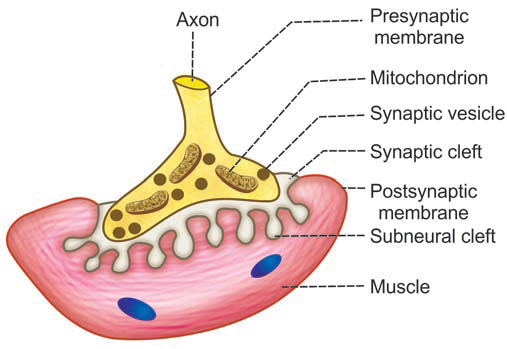 Axon
Presynaptic
membrane
Mitochondrion
Synaptic vesicle
Synaptic cleft
Postsynaptic
membrane
Subneural cleft
Muscle